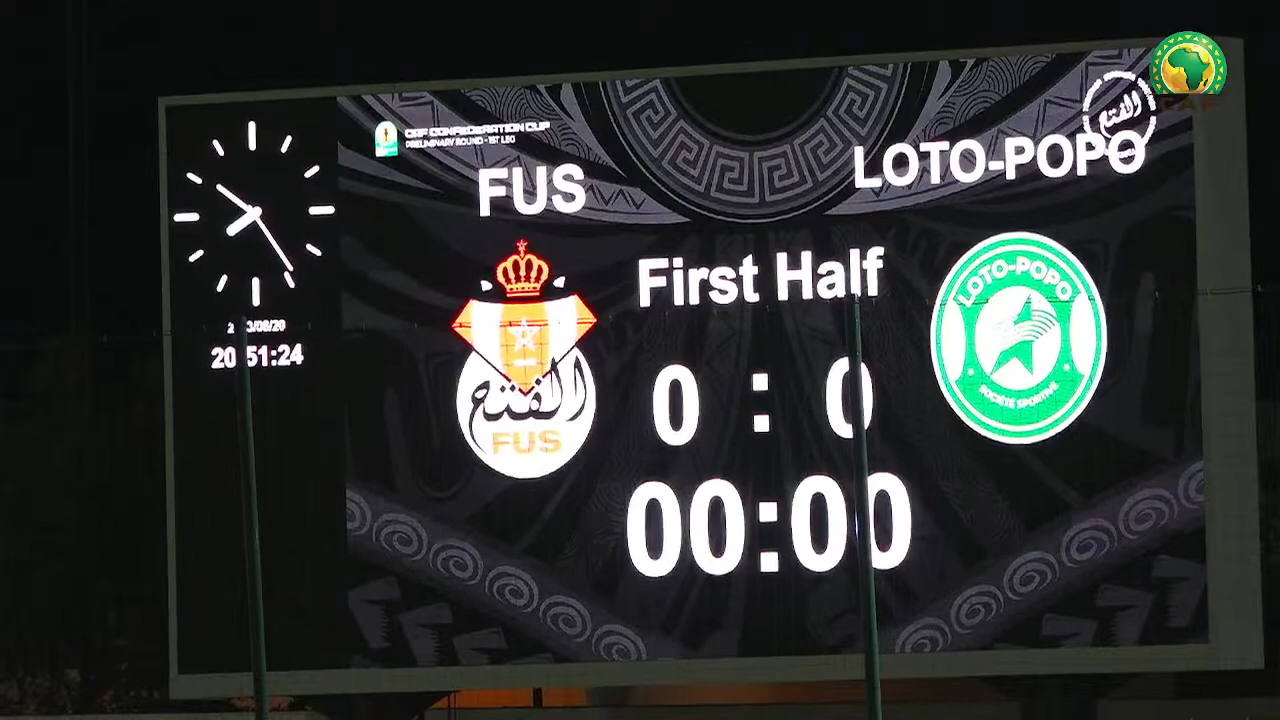 CAF
الفتح
CAF CONFEDERATION CUP
PRELIMINARY ROUND - 1ST LEG
FUS
LOTO-POPO
First Half
0 : 0
00:00
الفتح
FUS
LOTO-POPO
SOCIÉTÉ SPORTIVE
20:51:24